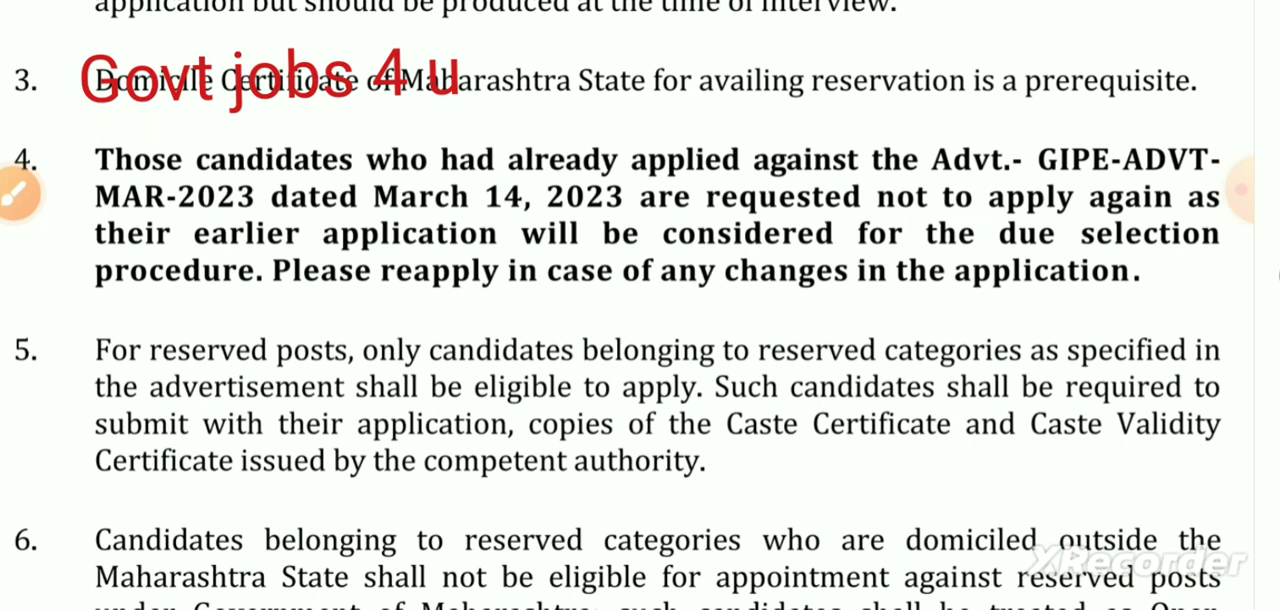 application but should be produced at the time of interview.
3. Domicile Certificate of Maharashtra State for availing reservation is a prerequisite.
Govt jobs 4 u
4. Those candidates who had already applied against the Advt.- GIPE-ADVT-
MAR-2023 dated March 14, 2023 are requested not to apply again as
their earlier application will be considered for the due selection
procedure. Please reapply in case of any changes in the application.
5. For reserved posts, only candidates belonging to reserved categories as specified in
the advertisement shall be eligible to apply. Such candidates shall be required to
submit with their application, copies of the Caste Certificate and Caste Validity
Certificate issued by the competent authority.
6. Candidates belonging to reserved categories who are domiciled outside the
XRecorder
Maharashtra State shall not be eligible for appointment against reserved posts